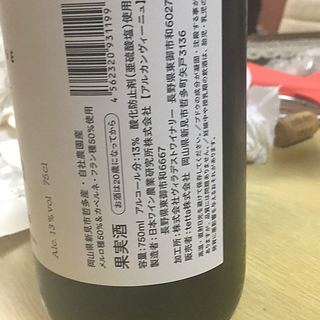 Alc. 13% vol 75cl
岡山県新見市哲多産・自社農園産
メルロ種50%&カベルネ・フラン種50%使用
4 562320 931199
お酒は20歳になってから
果実酒
容量:750ml アルコール分:13% 酸化防止剤(亜硫酸塩)使用
製造者:日本ワイン農業研究所株式会社【アルカンヴィーニュ】
長野県東御市和6667
加工所:株式会社ヴィラデストワイナリー 長野県東御市和6027
販売者:tetta株式会社 岡山県新見市哲多町矢戸3136